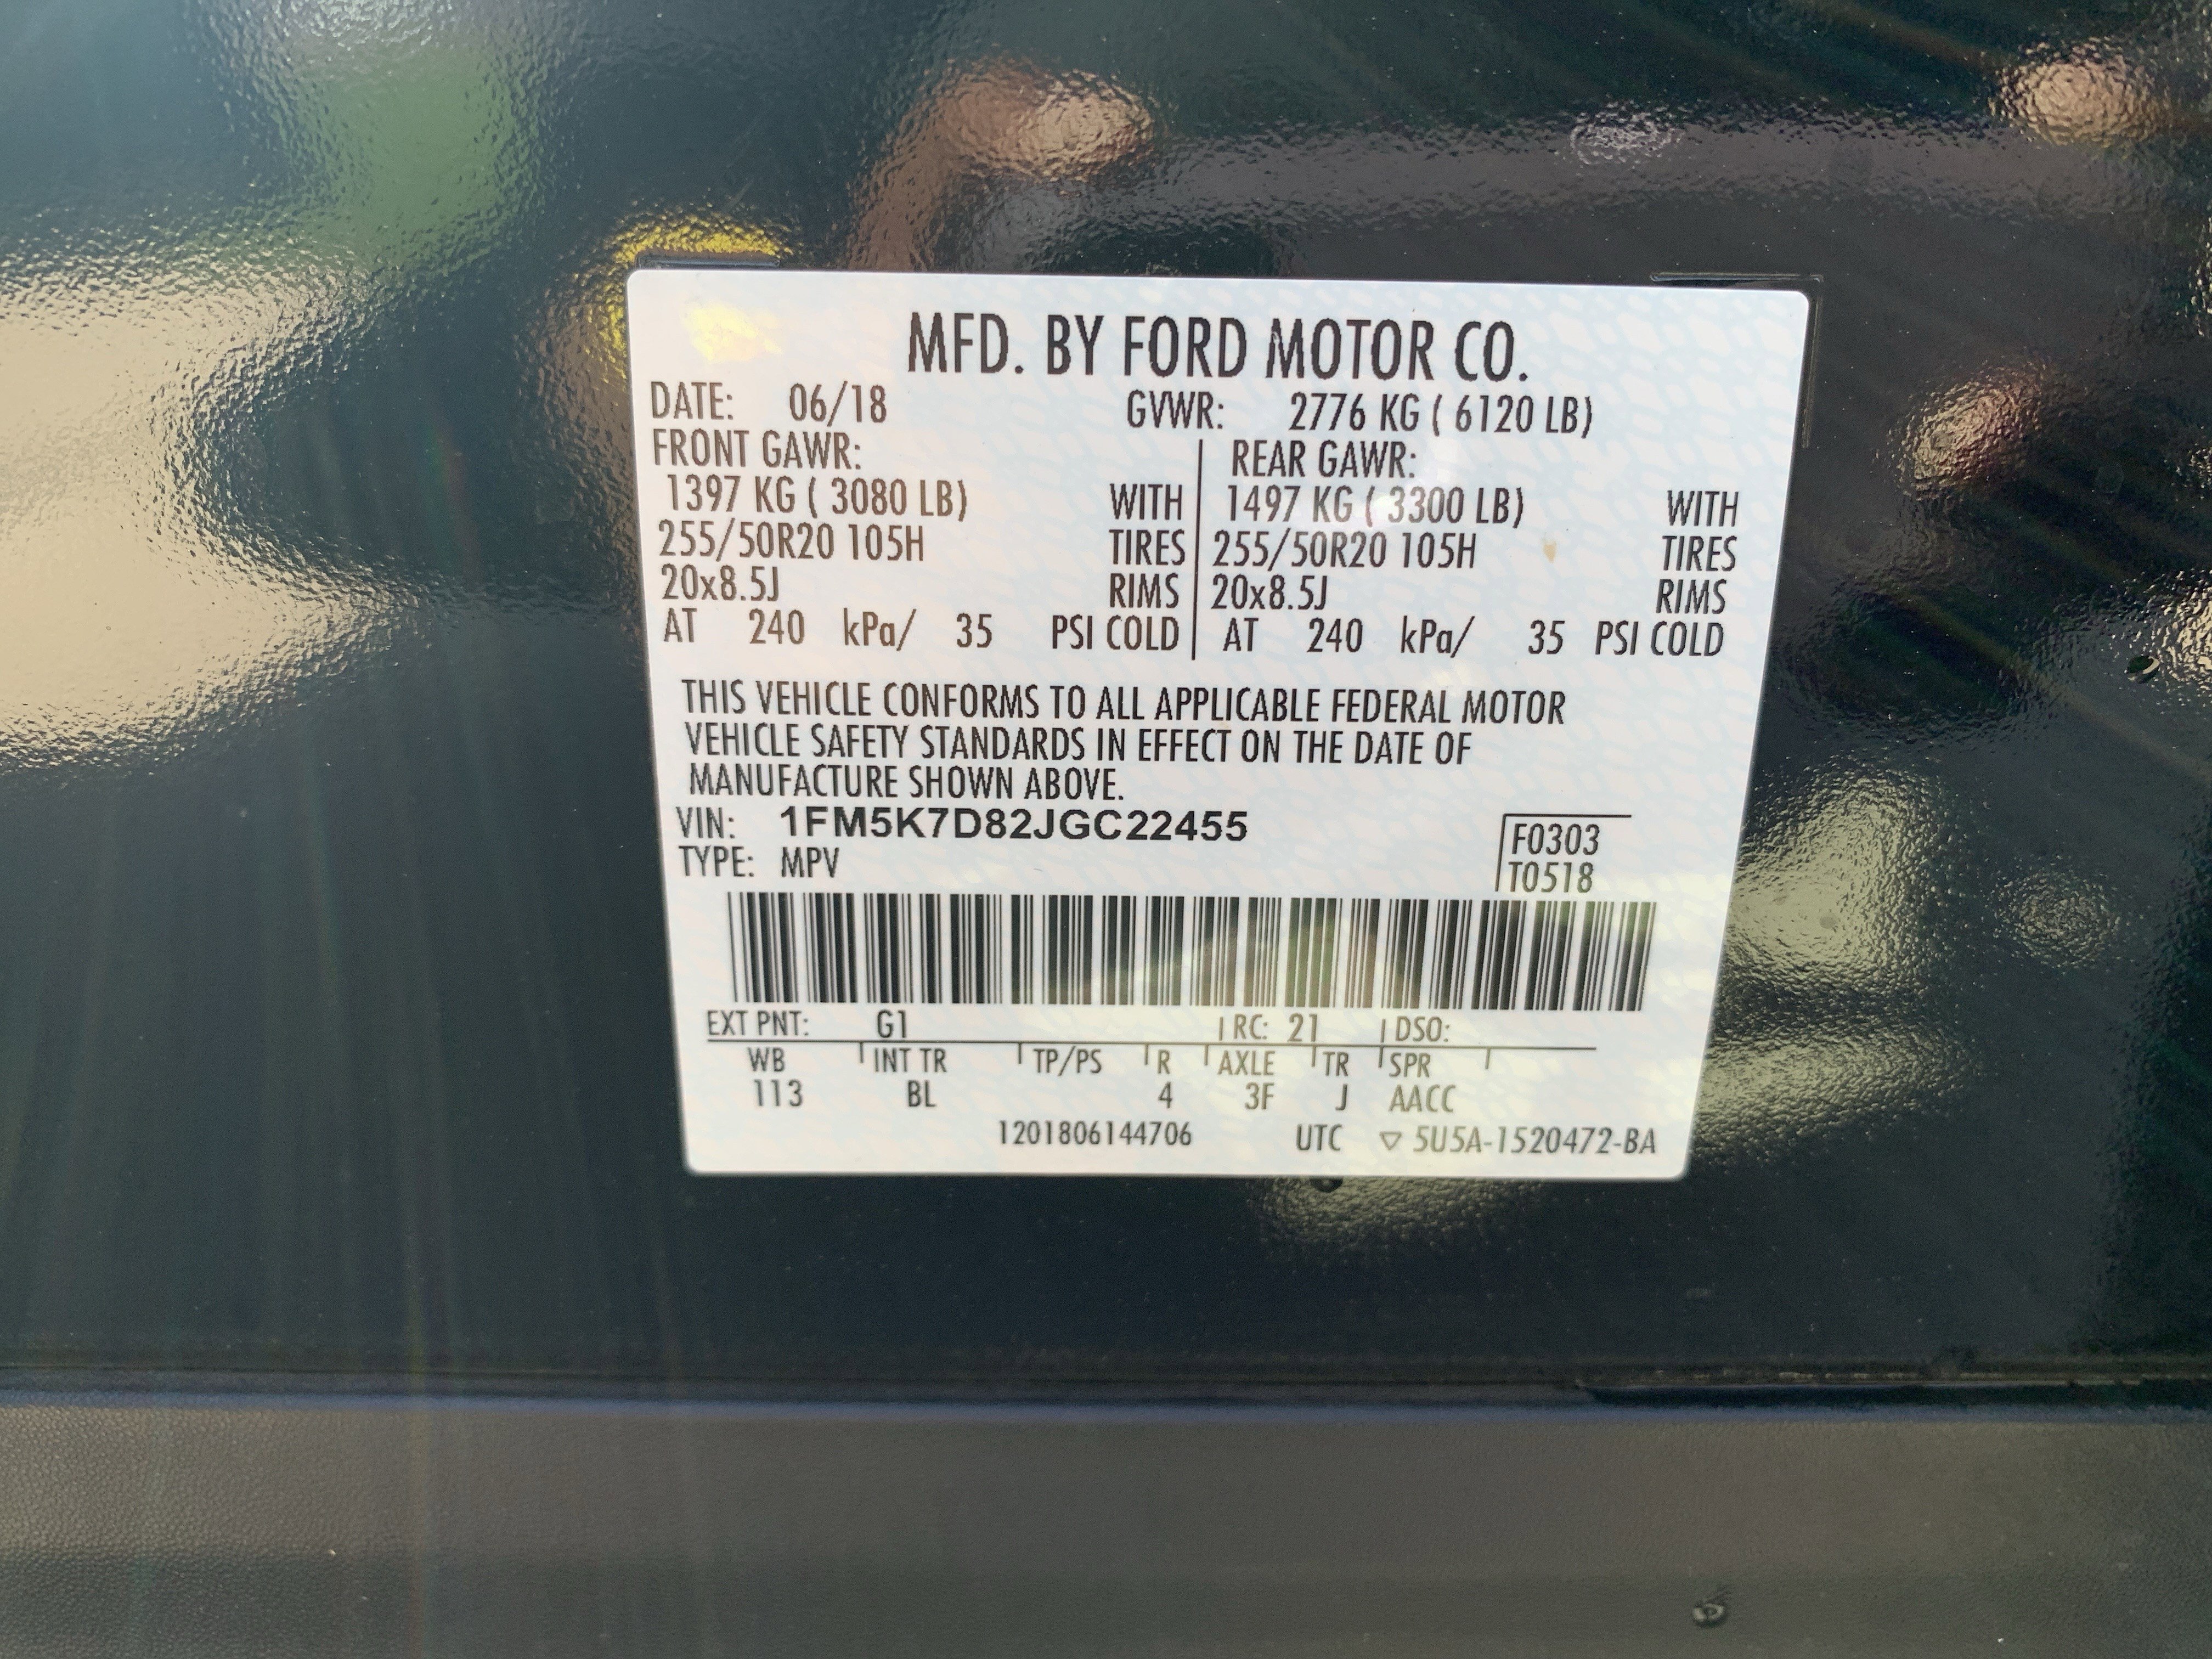 MFD. BY FORD MOTOR CO.
DATE: 06/18 GVWR: 2776 KG ( 6120 LB)
FRONT GAWR: REAR GAWR:
1397 KG ( 3080 LB) WITH 1497 KG ( 3300 LB) WITH
255/50R20 105H TIRES 255/50R20 105H TIRES
20x8.5J RIMS 20x8.5J RIMS
AT 240 kPa/ 35 PSI COLD AT 240 kPa/ 35 PSI COLD
THIS VEHICLE CONFORMS TO ALL APPLICABLE FEDERAL MOTOR
VEHICLE SAFETY STANDARDS IN EFFECT ON THE DATE OF
MANUFACTURE SHOWN ABOVE.
VIN: 1FM5K7D82JGC22455 F0303
TYPE: MPV T0518
EXT PNT: G1 RC: 21 DSO:
WB INT TR TP/PS R AXLE TR SPR
113 BL 4 3F J AACC
1201806144706 UTC ▽ 5U5A-1520472-BA